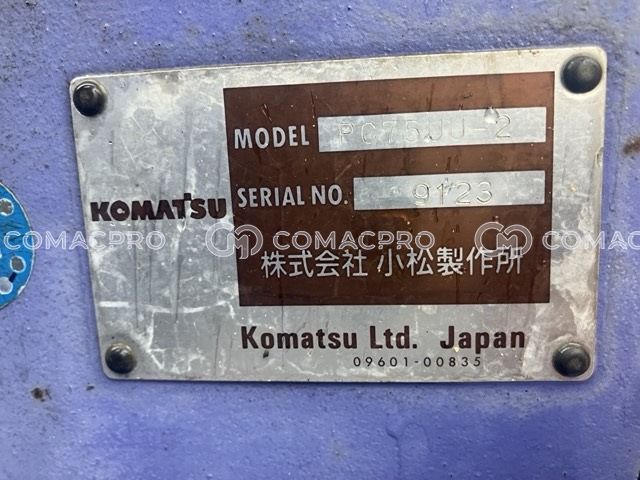 MODEL PC75UU-2
KOMATSU SERIAL NO. 9123
COMACPRO COMACPRO COMACPRO
株式会社 小松製作所
Komatsu Ltd. Japan
09601-00835